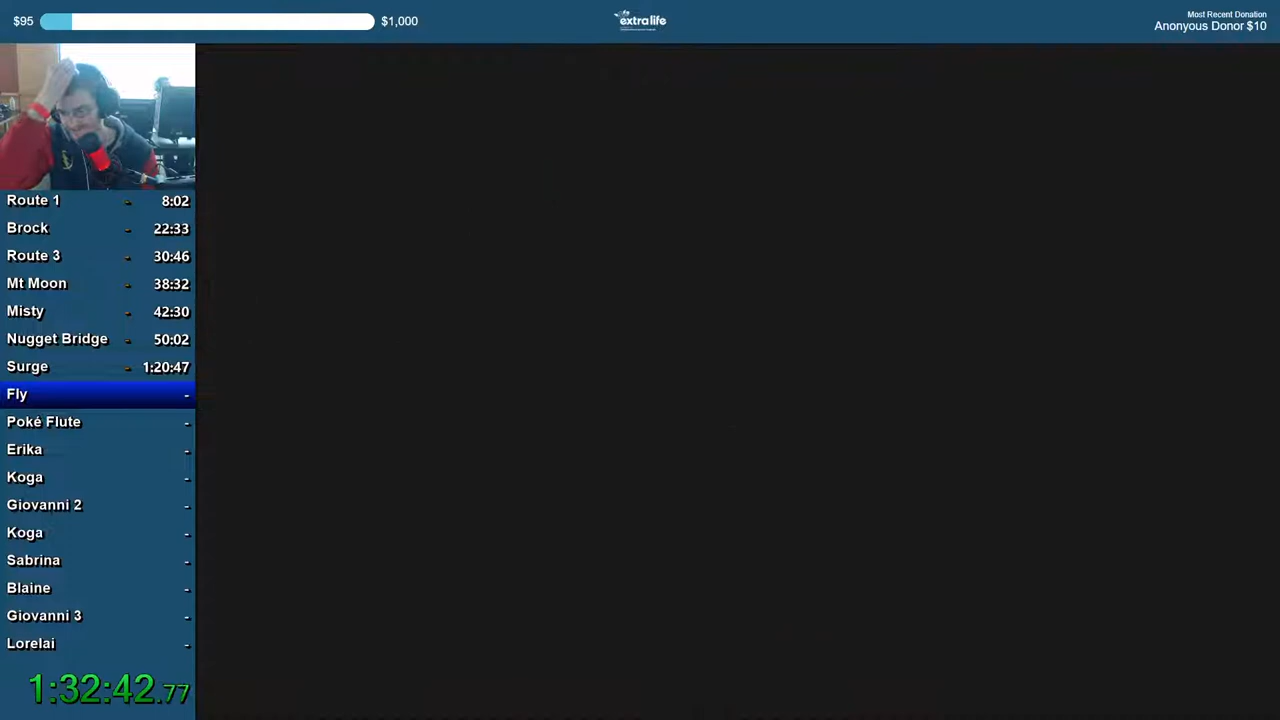 $95 $1,000
extralife
Most Recent Donation
Anonyous Donor $10
Route 1 - 8:02
Brock - 22:33
Route 3 - 30:46
Mt Moon - 38:32
Misty - 42:30
Nugget Bridge - 50:02
Surge - 1:20:47
Fly -
Poké Flute -
Erika -
Koga -
Giovanni 2 -
Koga -
Sabrina -
Blaine -
Giovanni 3 -
Lorelai -
1:32:42.77